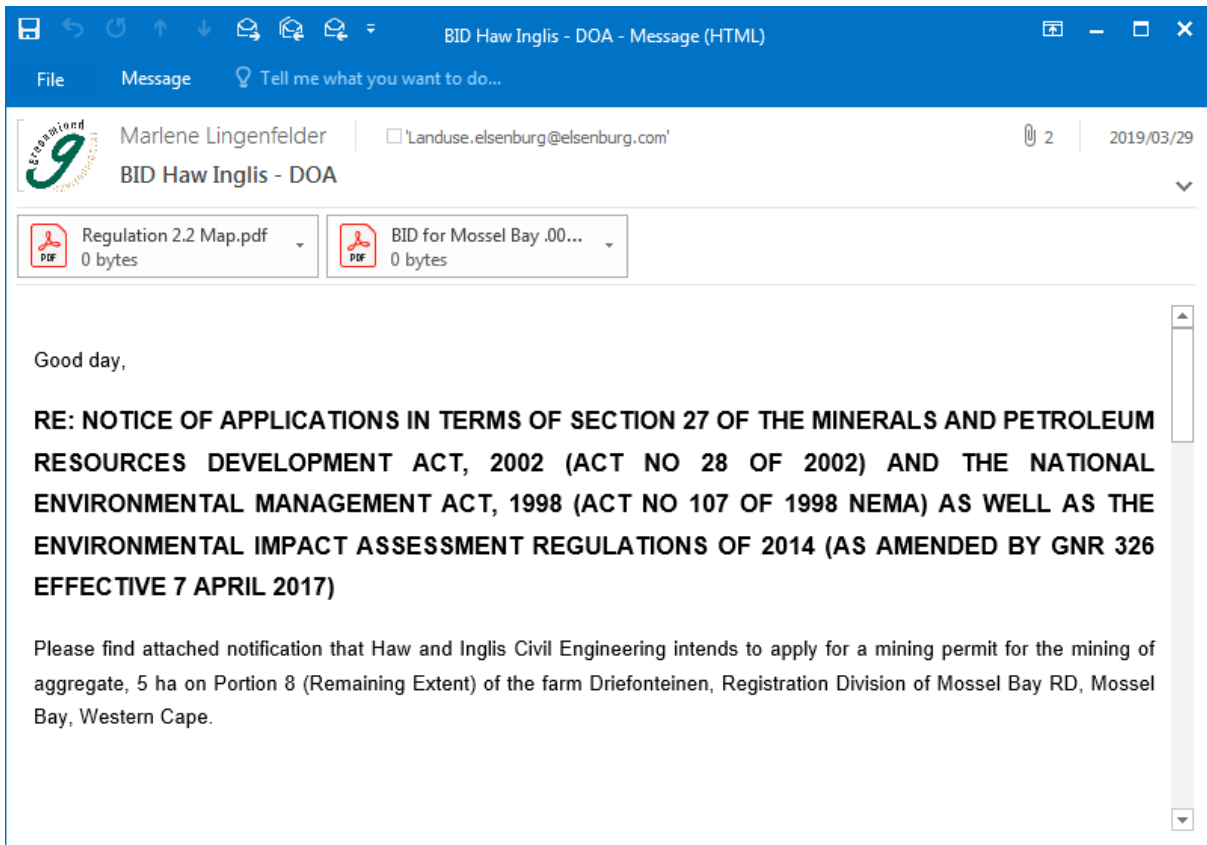 BID Haw Inglis - DOA - Message (HTML)
File Message Tell me what you want to do...
Marlene Lingenfelder 'Landuse.elsenburg@elsenburg.com' 2 2019/03/29
BID Haw Inglis - DOA
Regulation 2.2 Map.pdf
0 bytes
BID for Mossel Bay .00...
0 bytes
PDF
PDF
Good day,
RE: NOTICE OF APPLICATIONS IN TERMS OF SECTION 27 OF THE MINERALS AND PETROLEUM
RESOURCES DEVELOPMENT ACT, 2002 (ACT NO 28 OF 2002) AND THE NATIONAL
ENVIRONMENTAL MANAGEMENT ACT, 1998 (ACT NO 107 OF 1998 NEMA) AS WELL AS THE
ENVIRONMENTAL IMPACT ASSESSMENT REGULATIONS OF 2014 (AS AMENDED BY GNR 326
EFFECTIVE 7 APRIL 2017)
Please find attached notification that Haw and Inglis Civil Engineering intends to apply for a mining permit for the mining of
aggregate, 5 ha on Portion 8 (Remaining Extent) of the farm Driefonteinen, Registration Division of Mossel Bay RD, Mossel
Bay, Western Cape.